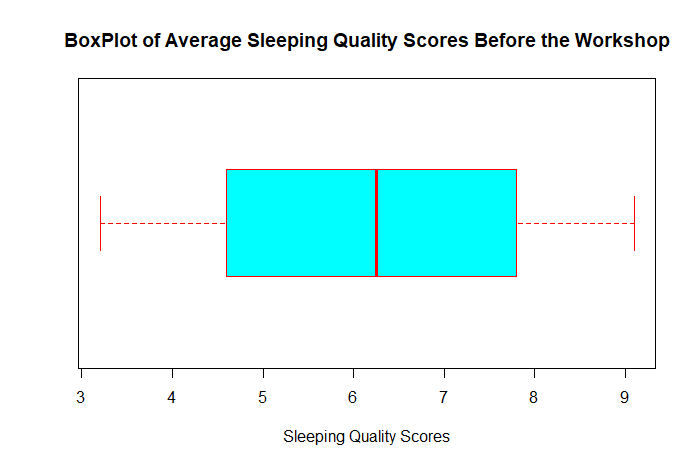 BoxPlot of Average Sleeping Quality Scores Before the Workshop
3 4 5 6 7 8 9
Sleeping Quality Scores